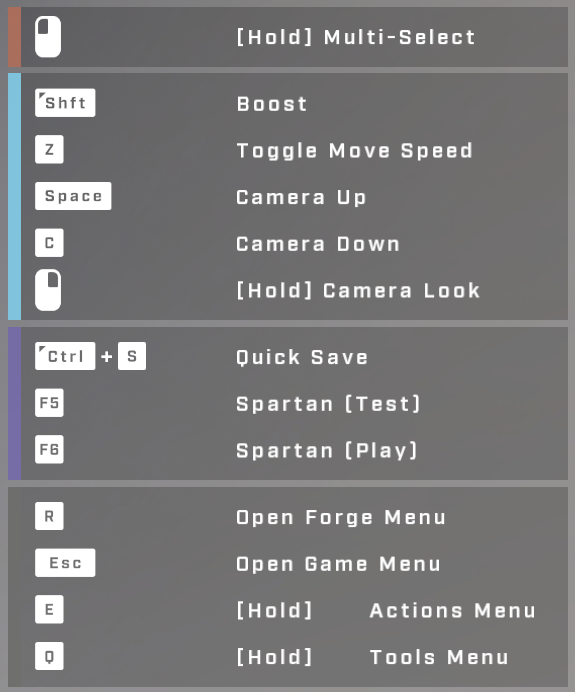 [Hold] Multi-Select
Shft Boost
Z Toggle Move Speed
Space Camera Up
C Camera Down
[Hold] Camera Look
Ctrl + S Quick Save
F5 Spartan (Test)
F6 Spartan (Play)
R Open Forge Menu
Esc Open Game Menu
E [Hold] Actions Menu
Q [Hold] Tools Menu